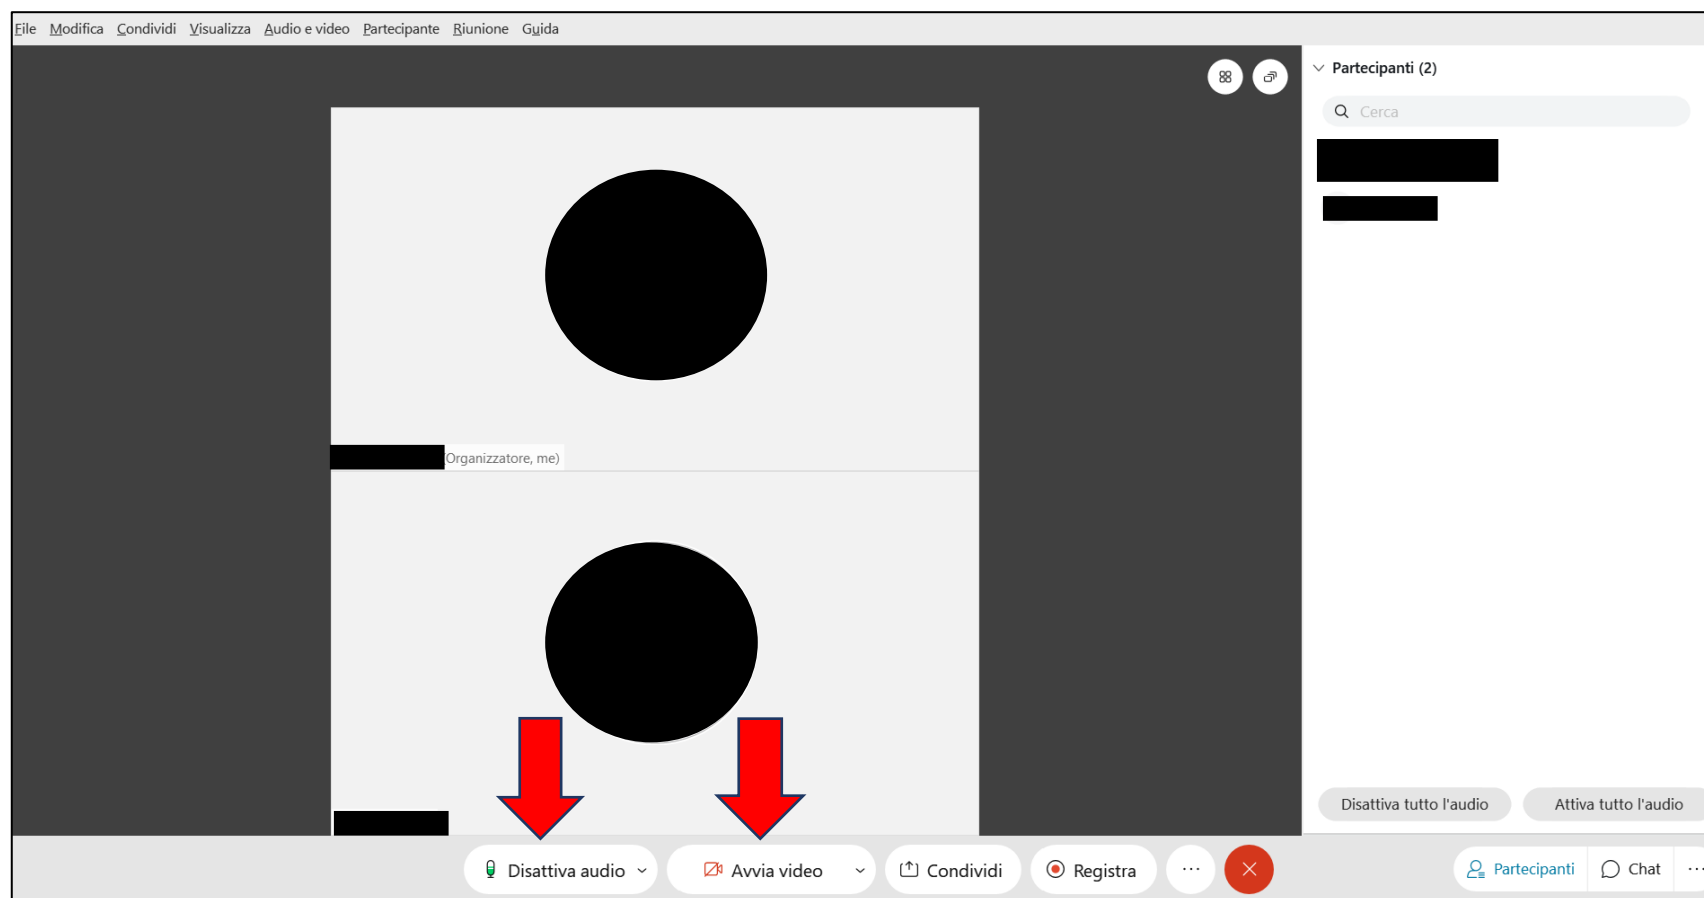 File Modifica Condividi Visualizza Audio e video Partecipante Riunione Guida
Partecipanti (2)
Cerca
(Organizzatore, me)
Disattiva tutto l'audio Attiva tutto l'audio
Disattiva audio Avvia video Condividi Registra Partecipanti Chat